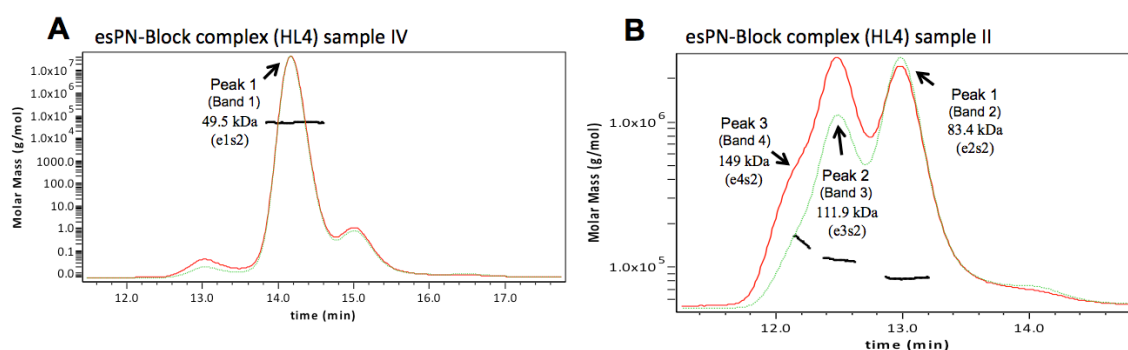 A
esPN-Block complex (HL4) sample IV
Molar Mass (g/mol)
1.0x10⁷
1.0x10⁶
1.0x10⁵
1.0x10⁴
1000.0
100.0
10.0
1.0
0.1
0.0
Peak 1
(Band 1)
49.5 kDa
(e1s2)
12.0 13.0 14.0 15.0 16.0 17.0
time (min)
B
esPN-Block complex (HL4) sample II
Molar Mass (g/mol)
1.0x10⁶
1.0x10⁵
Peak 3
(Band 4)
149 kDa
(e4s2)
Peak 2
(Band 3)
111.9 kDa
(e3s2)
Peak 1
(Band 2)
83.4 kDa
(e2s2)
12.0 13.0 14.0
time (min)